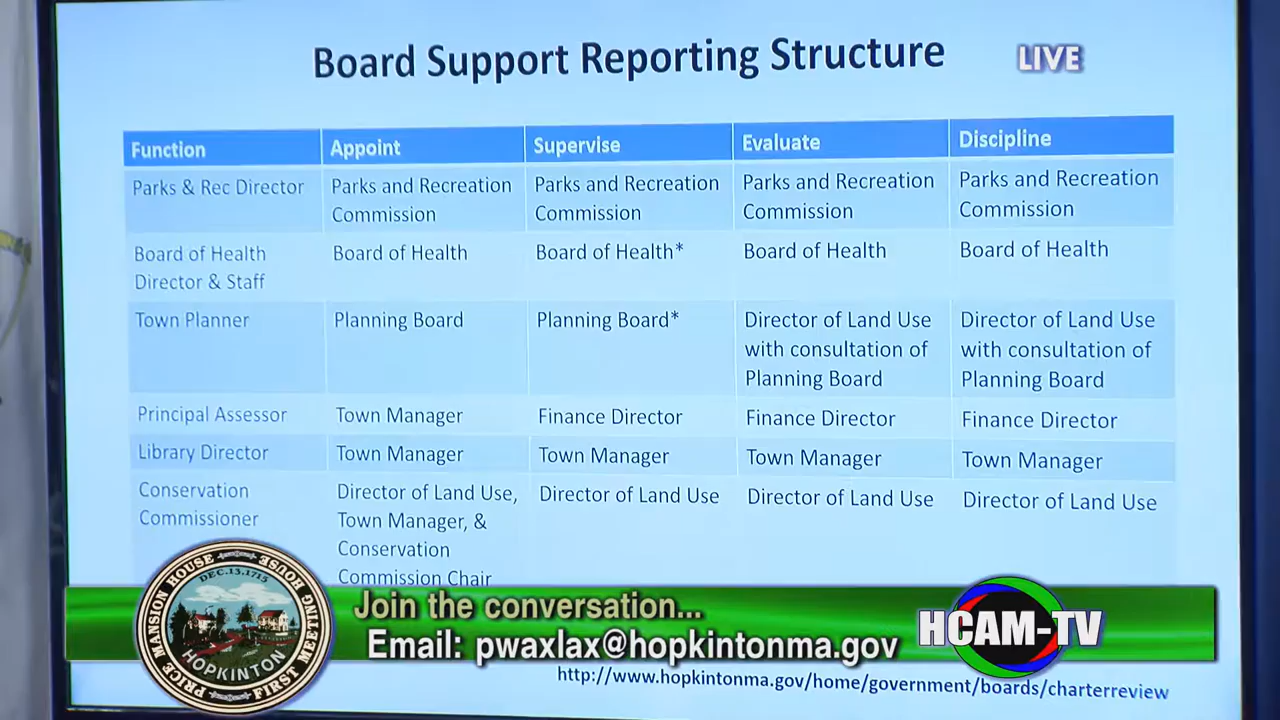 Board Support Reporting Structure
LIVE
Function Appoint Supervise Evaluate Discipline
Parks & Rec Director
Parks and Recreation
Commission
Parks and Recreation
Commission
Parks and Recreation
Commission
Parks and Recreation
Commission
Board of Health
Director & Staff
Board of Health
Board of Health*
Board of Health
Board of Health
Town Planner
Planning Board
Planning Board*
Director of Land Use
with consultation of
Planning Board
Director of Land Use
with consultation of
Planning Board
Principal Assessor
Town Manager
Finance Director
Finance Director
Finance Director
Library Director
Town Manager
Town Manager
Town Manager
Town Manager
Conservation
Commissioner
Director of Land Use,
Town Manager, &
Conservation
Commission Chair
Director of Land Use
Director of Land Use
Director of Land Use
PRICE MANSION HOUSE
HOUSE MEETING FIRST
DEC.13.1715
HOPKINTON
Join the conversation...
Email: pwaxlax@hopkintonma.gov
HCAM-TV
http://www.hopkintonma.gov/home/government/boards/charterreview